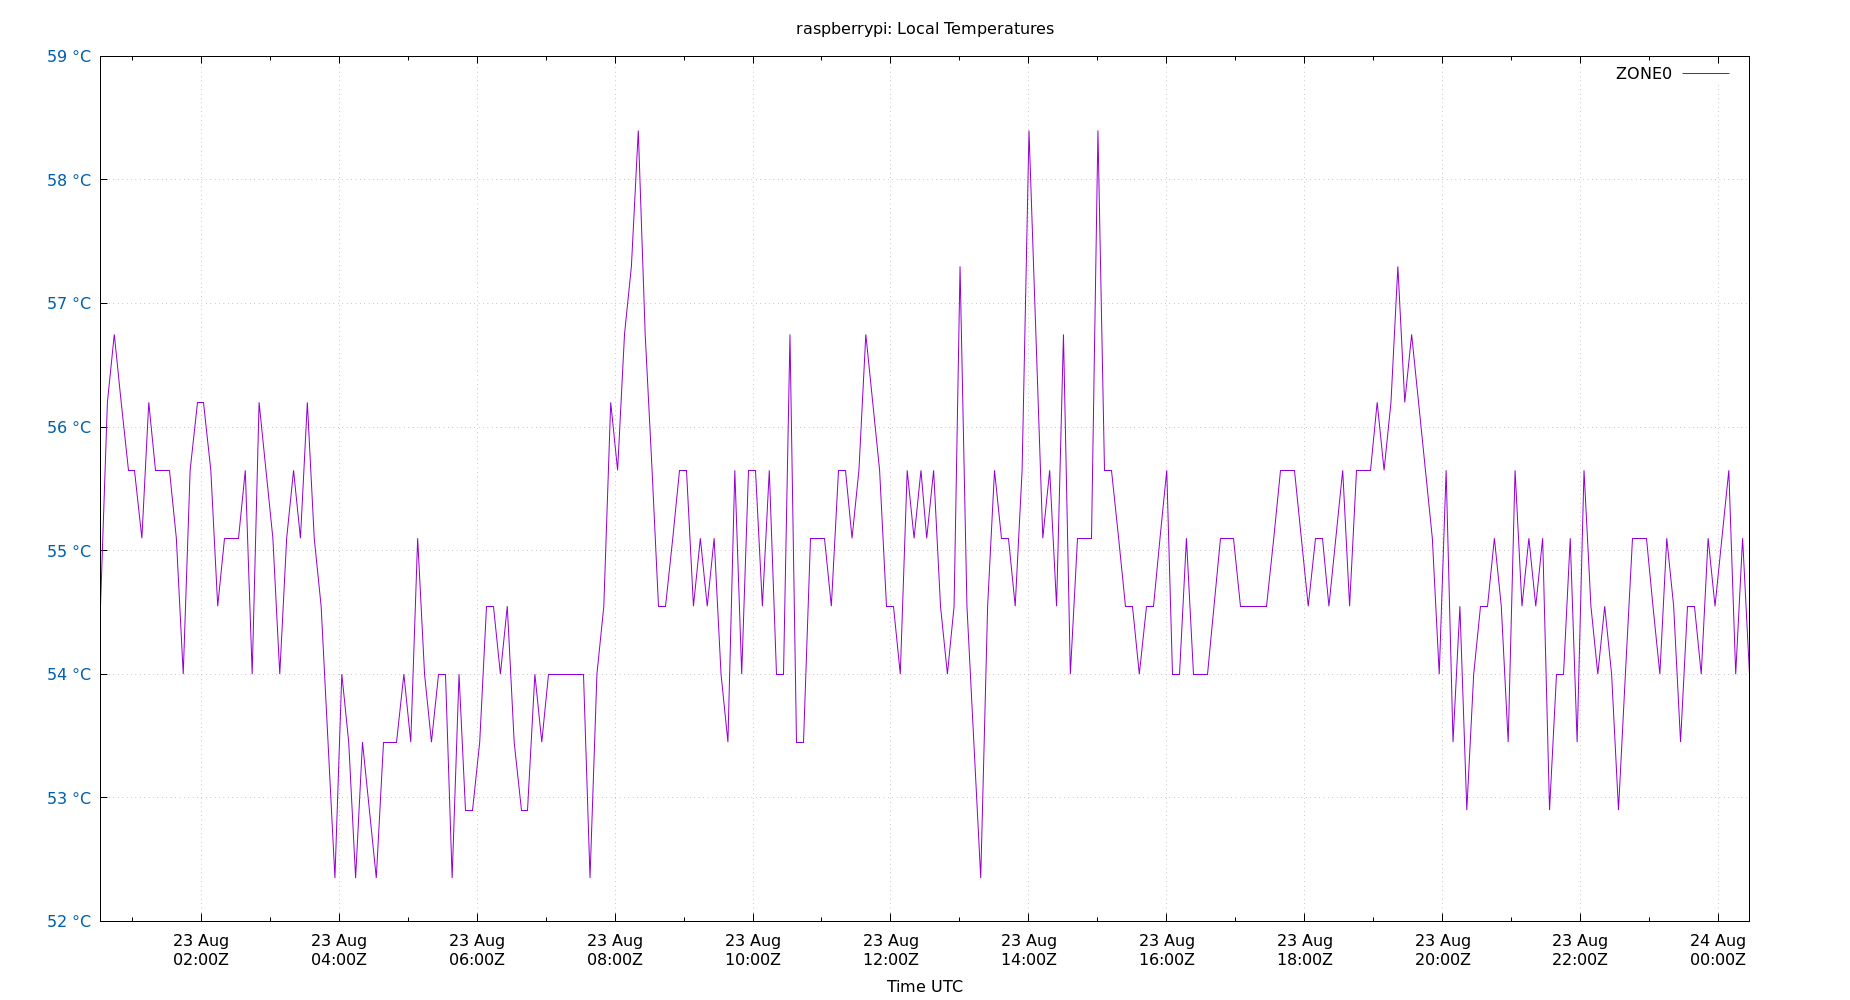 raspberrypi: Local Temperatures
59 °C
ZONE0
58 °C
57 °C
56 °C
55 °C
54 °C
53 °C
52 °C
23 Aug 23 Aug 23 Aug 23 Aug 23 Aug 23 Aug 23 Aug 23 Aug 23 Aug 23 Aug 23 Aug 24 Aug
02:00Z 04:00Z 06:00Z 08:00Z 10:00Z 12:00Z 14:00Z 16:00Z 18:00Z 20:00Z 22:00Z 00:00Z
Time UTC